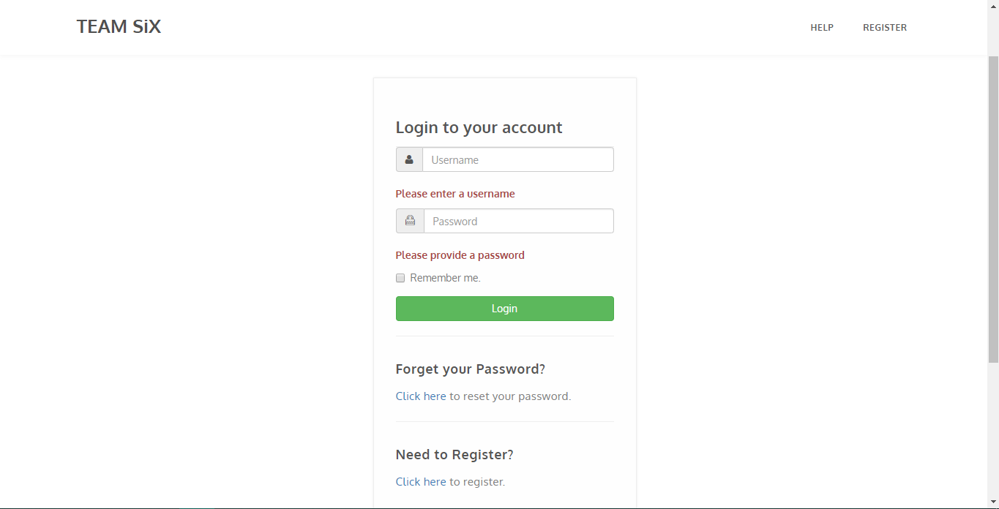 TEAM SiX
HELP
REGISTER
Login to your account
Username
Please enter a username
Password
Please provide a password
Remember me.
Login
Forget your Password?
Click here to reset your password.
Need to Register?
Click here to register.